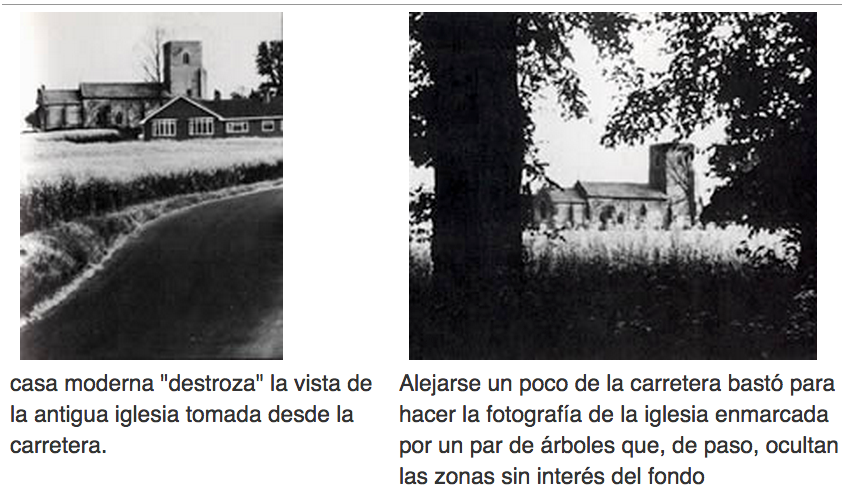 casa moderna "destroza" la vista de
la antigua iglesia tomada desde la
carretera.
Alejarse un poco de la carretera bastó para
hacer la fotografía de la iglesia enmarcada
por un par de árboles que, de paso, ocultan
las zonas sin interés del fondo